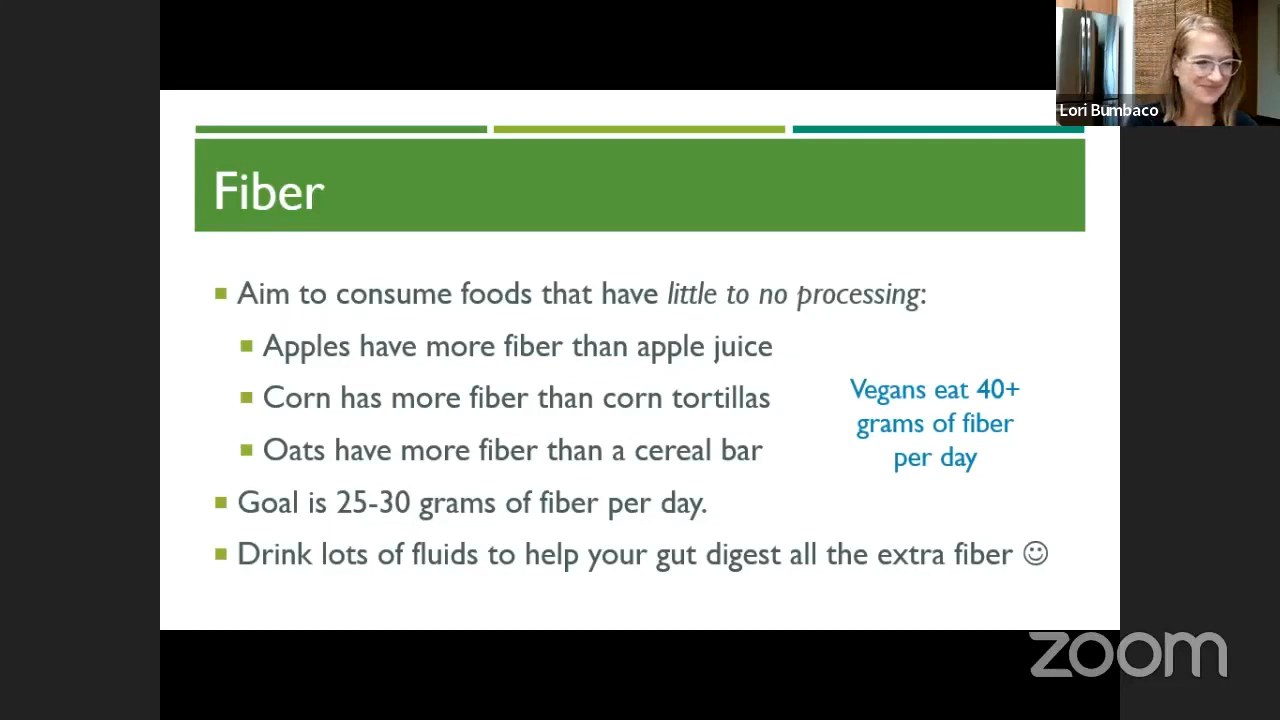 Lori Bumbaco
Fiber
Aim to consume foods that have little to no processing:
Apples have more fiber than apple juice
Corn has more fiber than corn tortillas
Oats have more fiber than a cereal bar
Goal is 25-30 grams of fiber per day.
Drink lots of fluids to help your gut digest all the extra fiber ☺
Vegans eat 40+
grams of fiber
per day
zoom